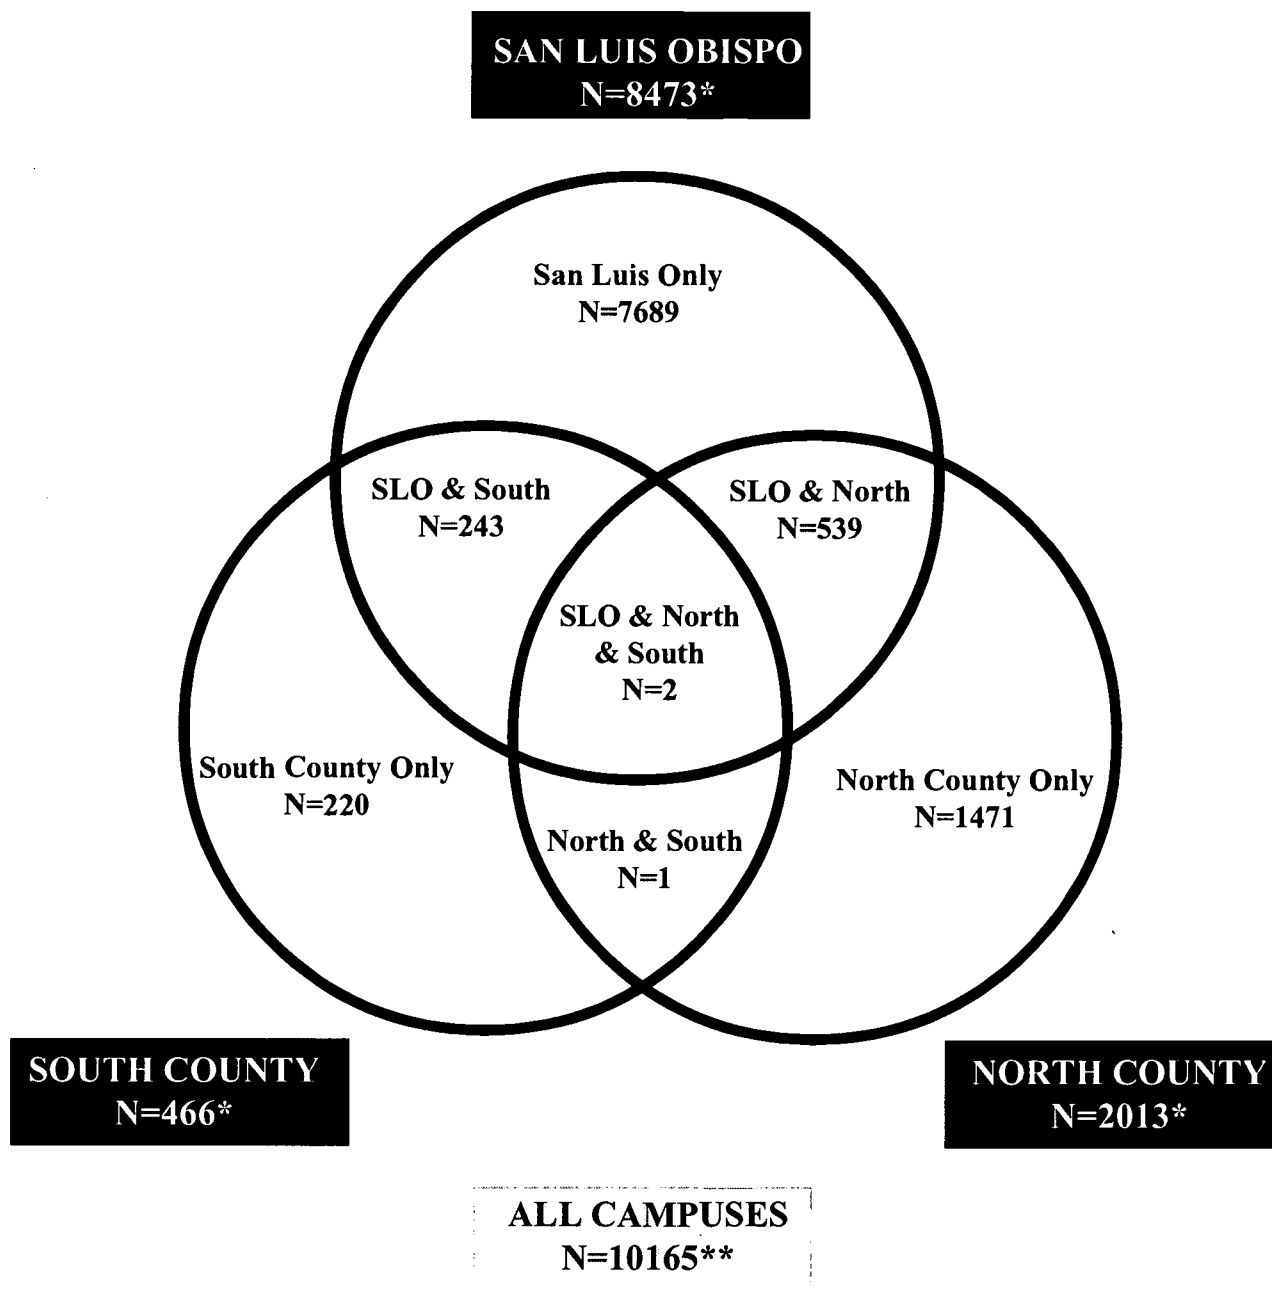 SAN LUIS OBISPO
N=8473*
San Luis Only
N=7689
SLO & South
N=243
SLO & North
N=539
SLO & North
& South
N=2
South County Only
N=220
North County Only
N=1471
North & South
N=1
SOUTH COUNTY
N=466*
NORTH COUNTY
N=2013*
ALL CAMPUSES
N=10165**